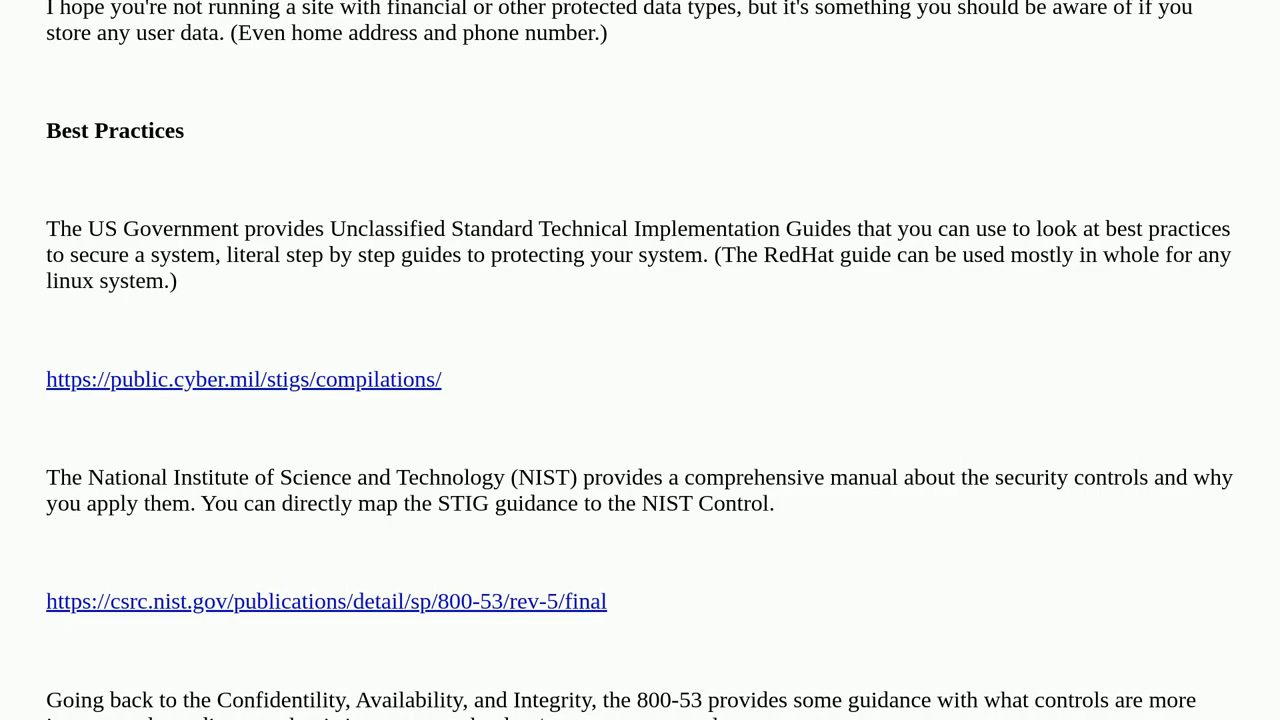 I hope you're not running a site with financial or other protected data types, but it's something you should be aware of if you
store any user data. (Even home address and phone number.)
Best Practices
The US Government provides Unclassified Standard Technical Implementation Guides that you can use to look at best practices
to secure a system, literal step by step guides to protecting your system. (The RedHat guide can be used mostly in whole for any
linux system.)
https://public.cyber.mil/stigs/compilations/
The National Institute of Science and Technology (NIST) provides a comprehensive manual about the security controls and why
you apply them. You can directly map the STIG guidance to the NIST Control.
https://csrc.nist.gov/publications/detail/sp/800-53/rev-5/final
Going back to the Confidentility, Availability, and Integrity, the 800-53 provides some guidance with what controls are more